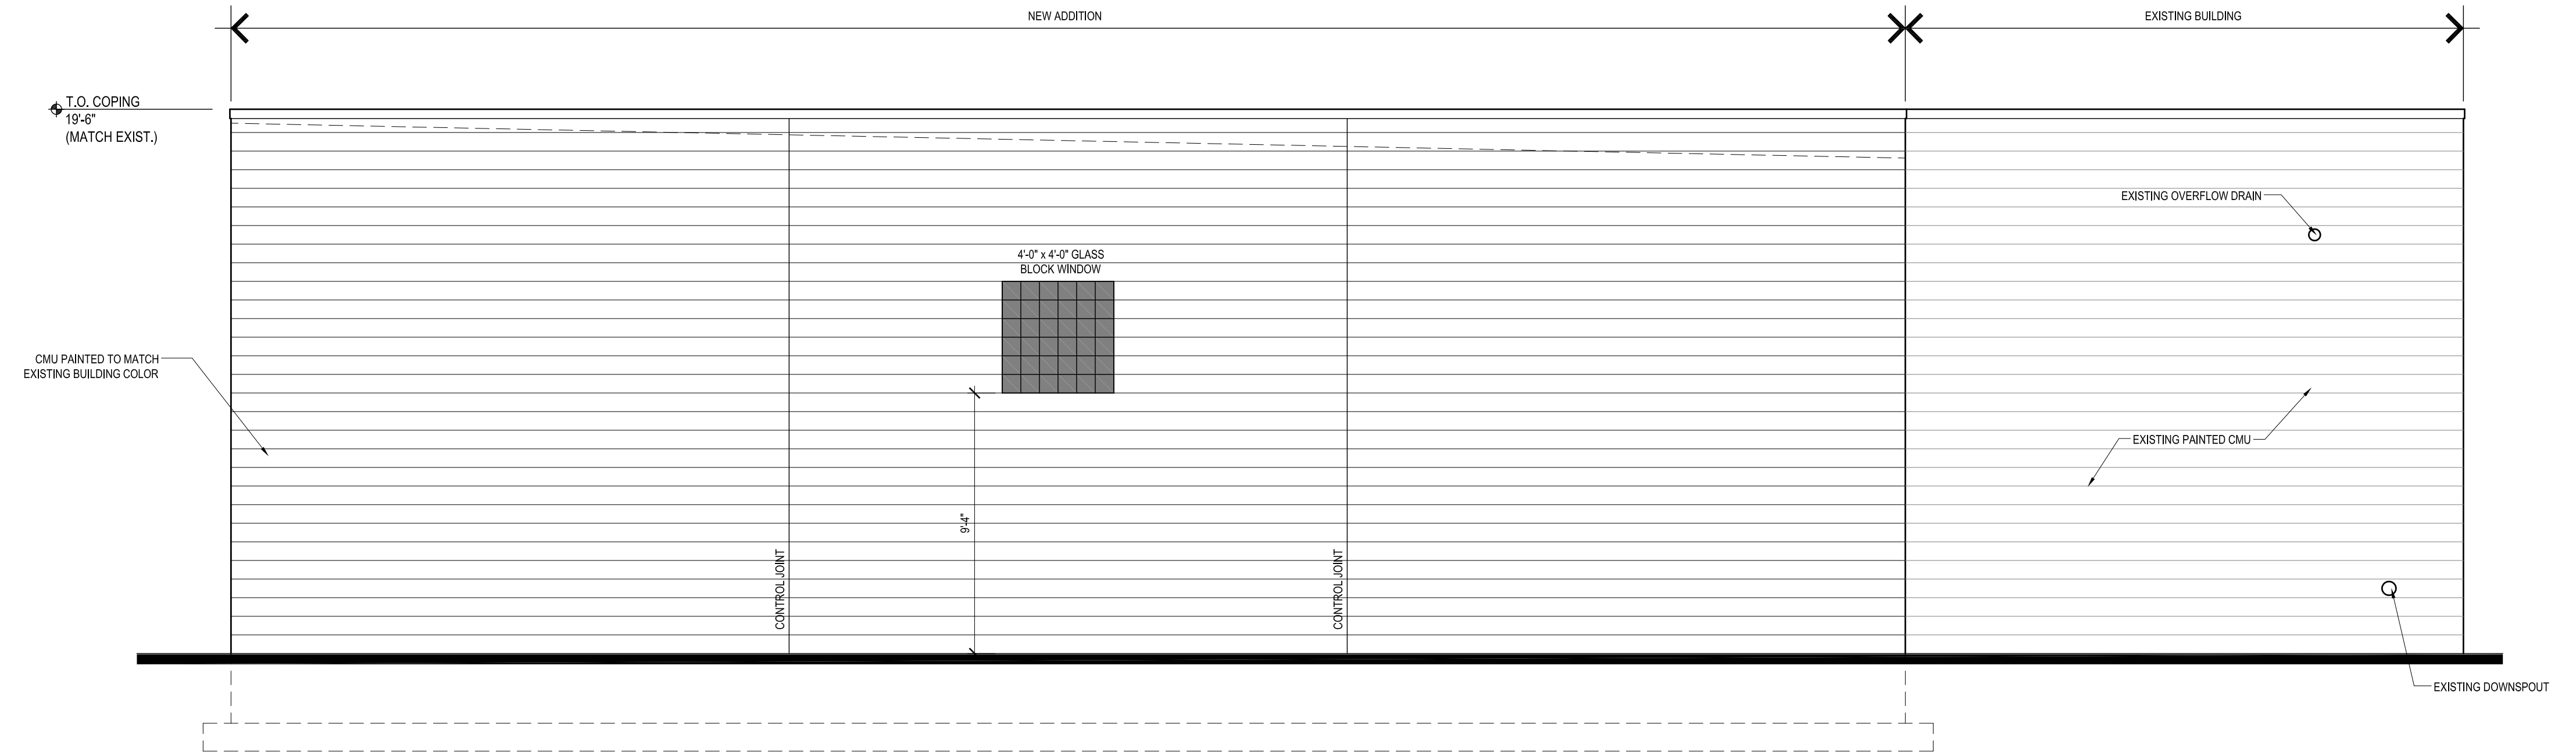 NEW ADDITION
EXISTING BUILDING
T.O. COPING
19'-6"
(MATCH EXIST.)
EXISTING OVERFLOW DRAIN
4'-0" x 4'-0" GLASS
BLOCK WINDOW
CMU PAINTED TO MATCH
EXISTING BUILDING COLOR
EXISTING PAINTED CMU
9'-4"
CONTROL JOINT
CONTROL JOINT
EXISTING DOWNSPOUT